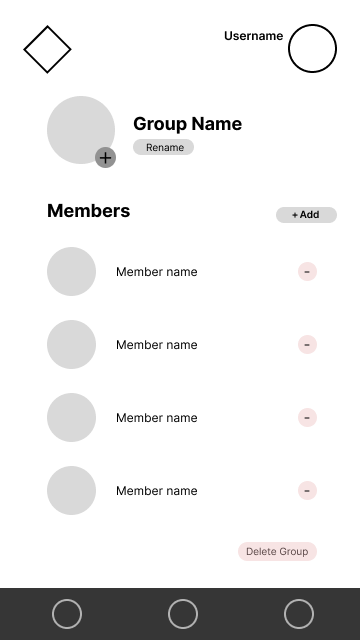 Username
Group Name
Rename
Members
+ Add
Member name
-
Member name
-
Member name
-
Member name
-
Delete Group